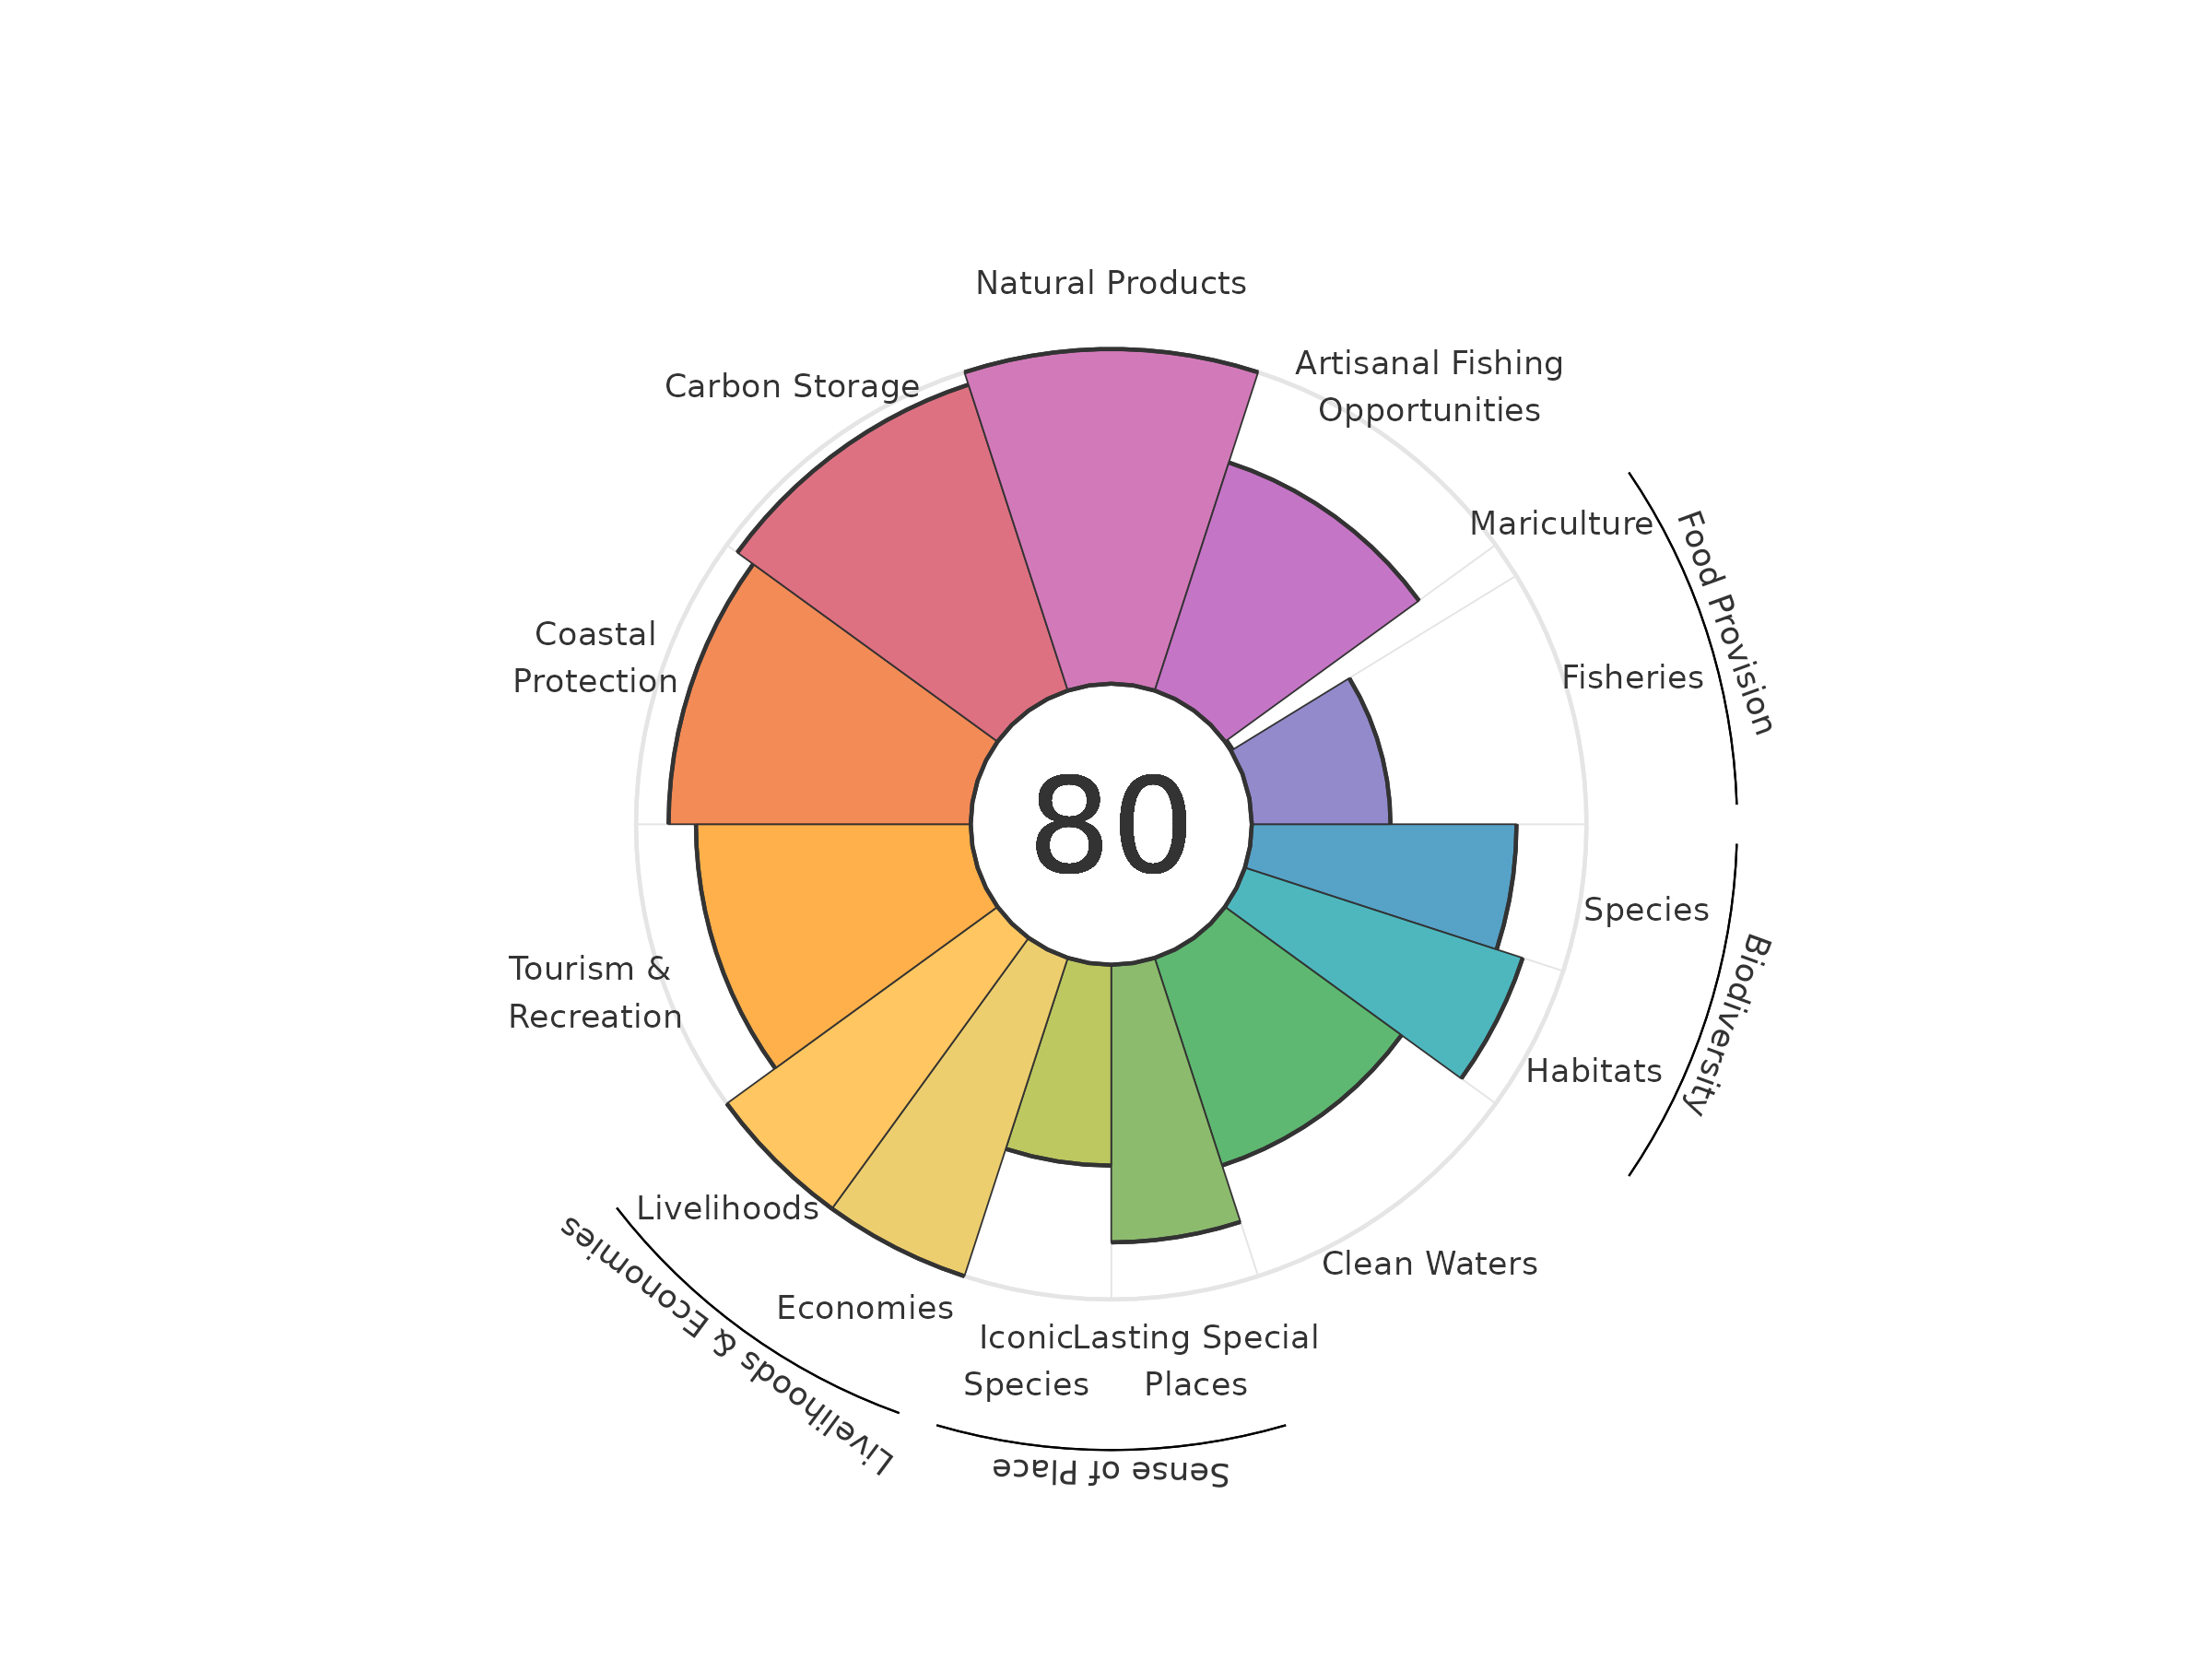 Natural Products
Artisanal Fishing
Opportunities
Carbon Storage
Mariculture
Food Provision
Coastal
Protection
Fisheries
80
Species
Biodiversity
Tourism &
Recreation
Habitats
Livelihoods
Clean Waters
Economies
Livelihoods & Economies
Iconic
Species
Lasting Special
Places
Sense of Place